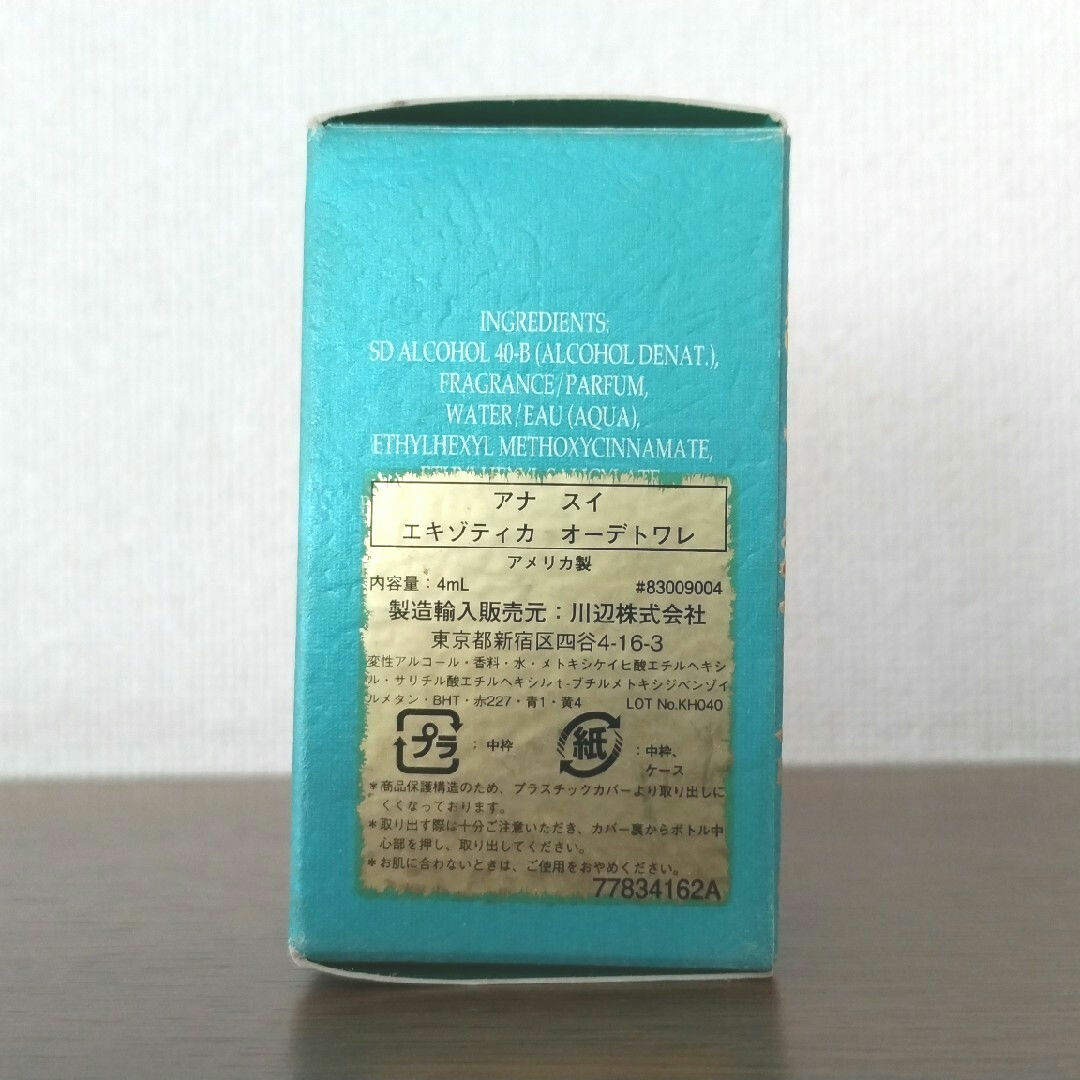 INGREDIENTS:
SD ALCOHOL 40-B (ALCOHOL DENAT.),
FRAGRANCE/PARFUM,
WATER/EAU (AQUA),
ETHYLHEXYL METHOXYCINNAMATE,
ETHYLHEXYL SALICYLATE
アナ スイ
エキゾティカ オーデトワレ
アメリカ製
内容量：4mL #83009004
製造輸入販売元：川辺株式会社
東京都新宿区四谷4-16-3
変性アルコール・香料・水・メトキシケイヒ酸エチルヘキシ
ル・サリチル酸エチルヘキシル t-ブチルメトキシジベンゾイ
ルメタン・BHT・赤227・青1・黄4 LOT No.KH040
プラ：中枠 紙：中枠、
ケース
＊商品保護構造のため、プラスチックカバーより取り出しに
くくなっております。
＊取り出す際は十分ご注意いただき、カバー裏からボトル中
心部を押し、取り出してください。
＊お肌に合わないときは、ご使用をおやめください。
77834162A